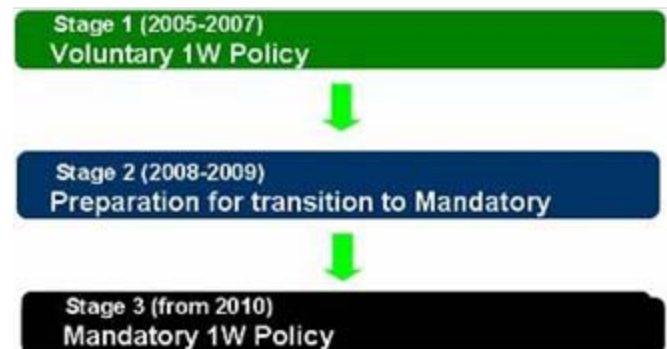 Stage 1 (2005-2007)
Voluntary 1W Policy
Stage 2 (2008-2009)
Preparation for transition to Mandatory
Stage 3 (from 2010)
Mandatory 1W Policy